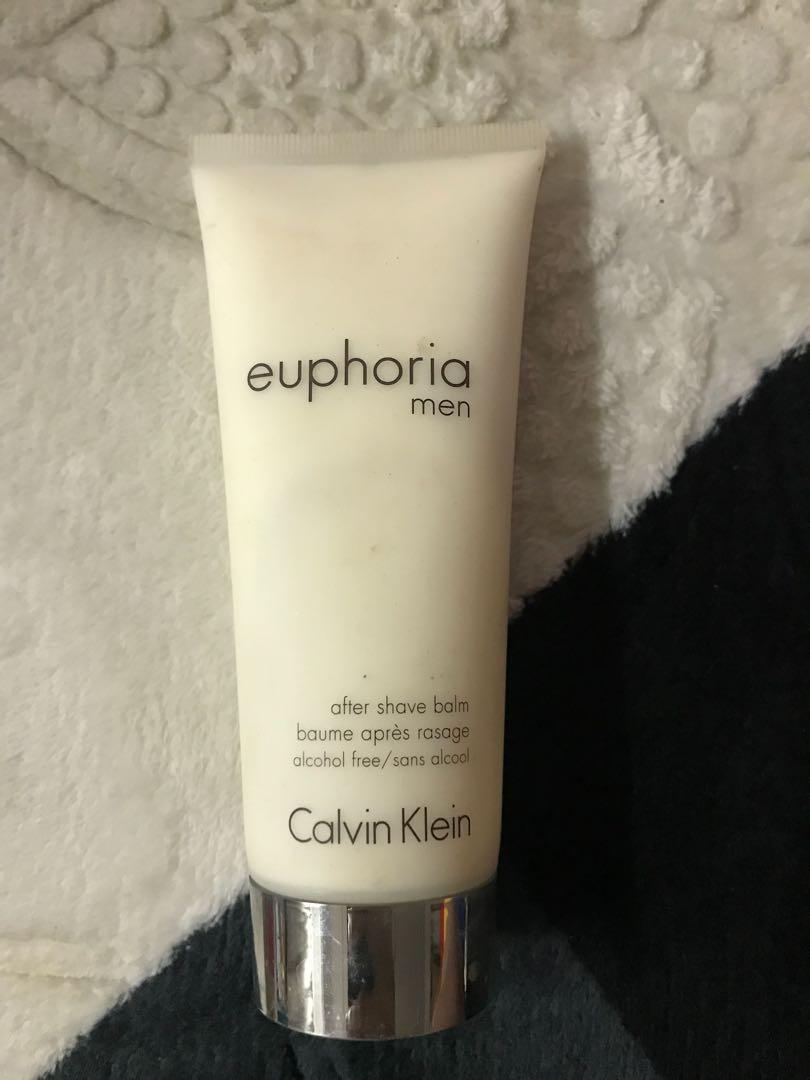 euphoria
men
after shave balm
baume après rasage
alcohol free/sans alcool
Calvin Klein